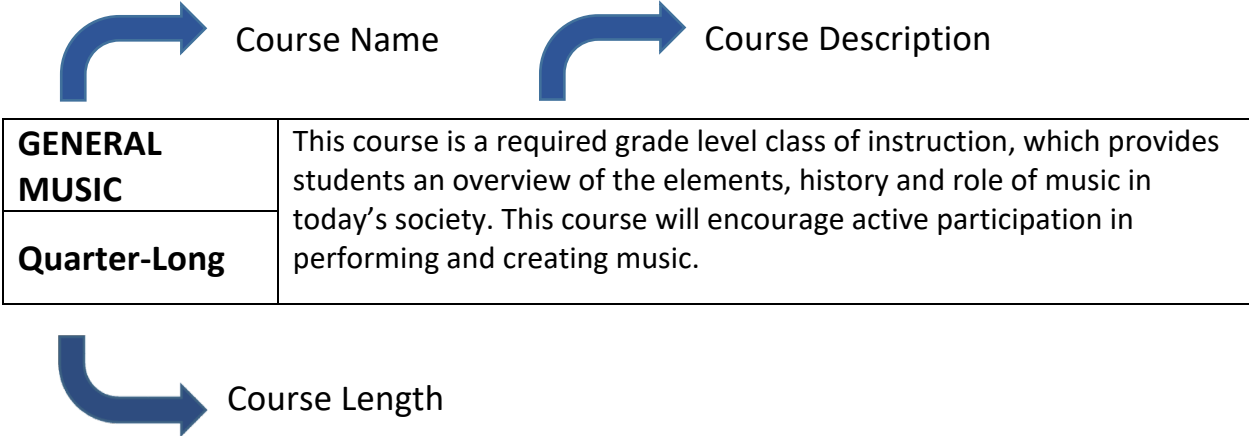 Course Name
Course Description
GENERAL
MUSIC
Quarter-Long
This course is a required grade level class of instruction, which provides
students an overview of the elements, history and role of music in
today’s society. This course will encourage active participation in
performing and creating music.
Course Length